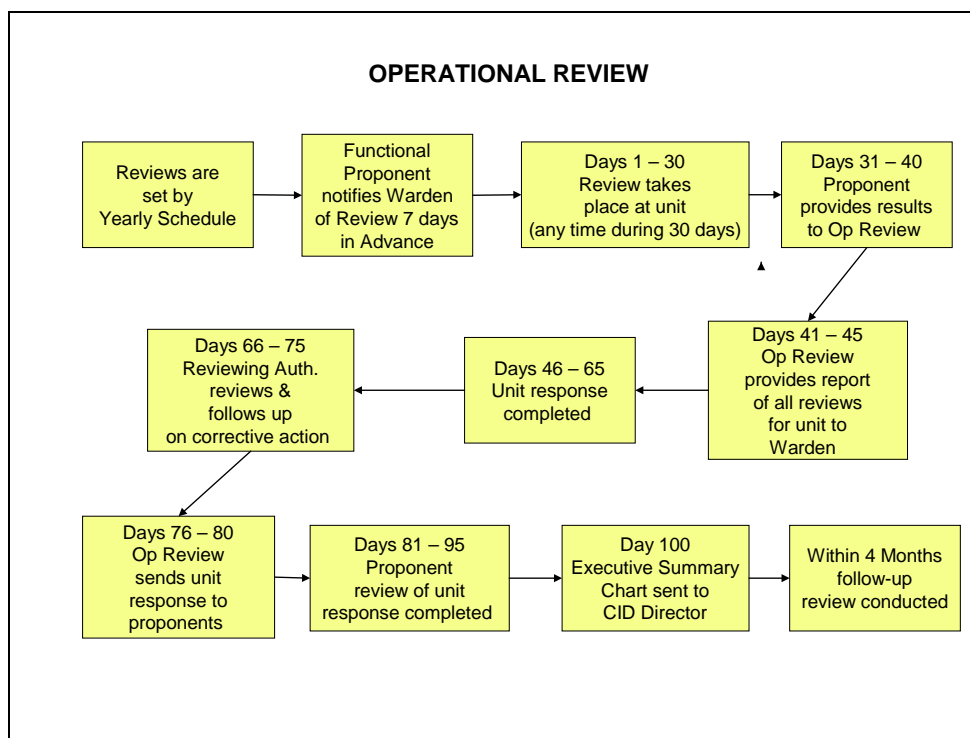 OPERATIONAL REVIEW
Reviews are
set by
Yearly Schedule
Functional
Proponent
notifies Warden
of Review 7 days
in Advance
Days 1 – 30
Review takes
place at unit
(any time during 30 days)
Days 31 – 40
Proponent
provides results
to Op Review
Days 41 – 45
Op Review
provides report
of all reviews
for unit to
Warden
Days 46 – 65
Unit response
completed
Days 66 – 75
Reviewing Auth.
reviews &
follows up
on corrective action
Days 76 – 80
Op Review
sends unit
response to
proponents
Days 81 – 95
Proponent
review of unit
response completed
Day 100
Executive Summary
Chart sent to
CID Director
Within 4 Months
follow-up
review conducted